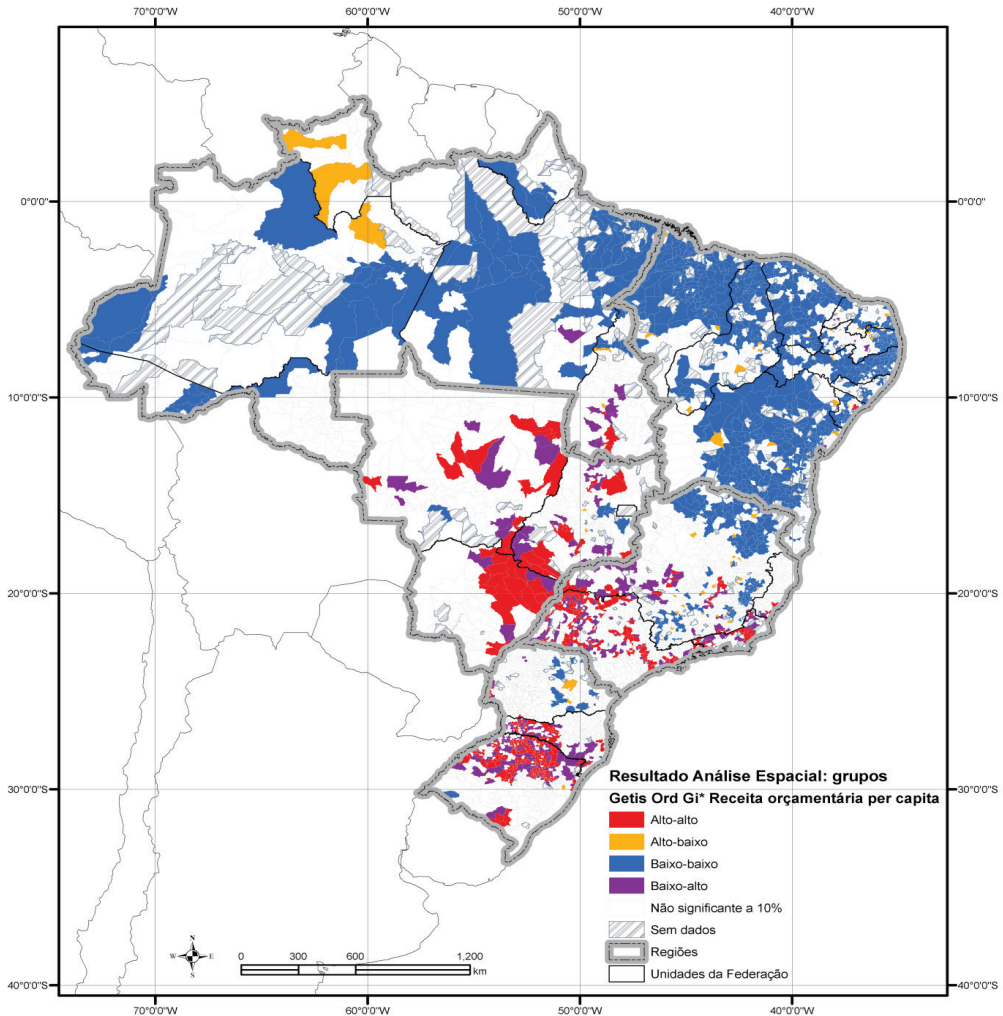 70°0'0"W 60°0'0"W 50°0'0"W 40°0'0"W
0°0'0" 0°0'0"
10°0'0"S 10°0'0"S
20°0'0"S 20°0'0"S
30°0'0"S 30°0'0"S
40°0'0"S 40°0'0"S
Resultado Análise Espacial: grupos
Getis Ord Gi* Receita orçamentária per capita
Alto-alto
Alto-baixo
Baixo-baixo
Baixo-alto
Não significante a 10%
Sem dados
Regiões
Unidades da Federação
N
W E
S
0 300 600 1,200
km
70°0'0"W 60°0'0"W 50°0'0"W 40°0'0"W